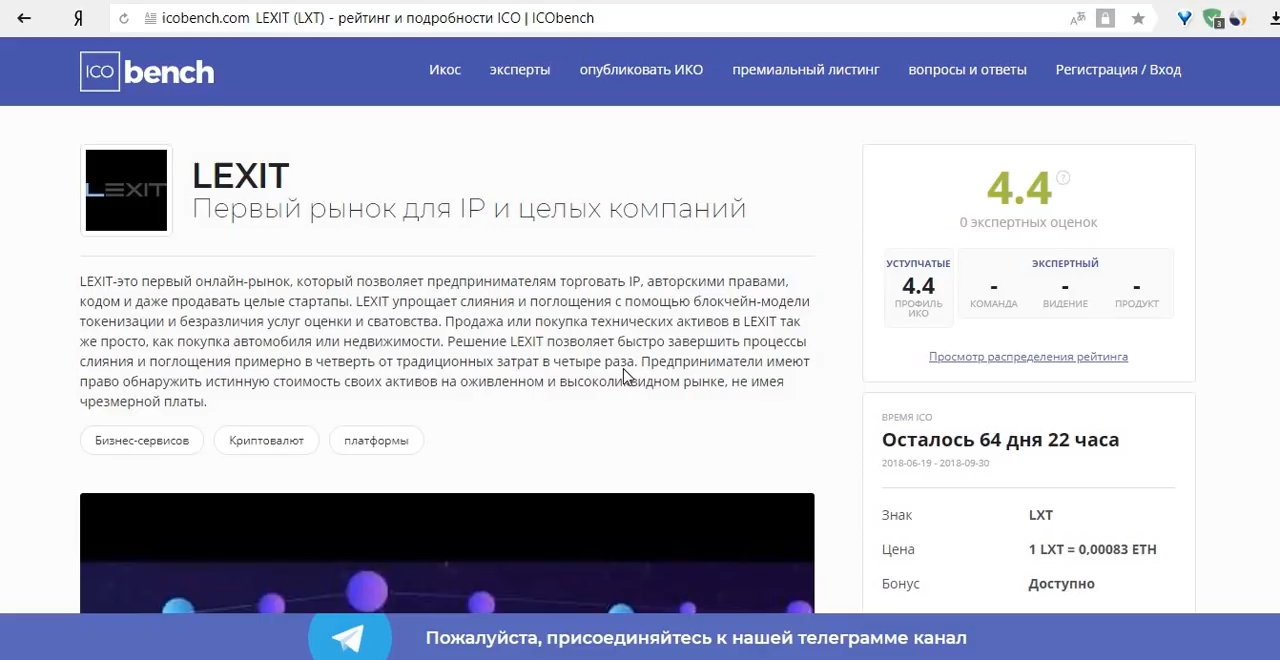 Я icobench.com LEXIT (LXT) - рейтинг и подробности ICO | ICObench
3
ICO bench
Икос эксперты опубликовать ИКО премиальный листинг вопросы и ответы Регистрация / Вход
LEXIT
LEXIT
Первый рынок для IP и целых компаний
LEXIT-это первый онлайн-рынок, который позволяет предпринимателям торговать IP, авторскими правами,
кодом и даже продавать целые стартапы. LEXIT упрощает слияния и поглощения с помощью блокчейн-модели
токенизации и безразличия услуг оценки и сватовства. Продажа или покупка технических активов в LEXIT так
же просто, как покупка автомобиля или недвижимости. Решение LEXIT позволяет быстро завершить процессы
слияния и поглощения примерно в четверть от традиционных затрат в четыре раза. Предприниматели имеют
право обнаружить истинную стоимость своих активов на оживленном и высоколиквидном рынке, не имея
чрезмерной платы.
Бизнес-сервисов Криптовалют платформы
4.4 ?
0 экспертных оценок
УСТУПЧАТЫЕ
4.4
ПРОФИЛЬ
ИКО
ЭКСПЕРТНЫЙ
- - -
КОМАНДА ВИДЕНИЕ ПРОДУКТ
Просмотр распределения рейтинга
ВРЕМЯ ICO
Осталось 64 дня 22 часа
2018-06-19 - 2018-09-30
Знак LXT
Цена 1 LXT = 0,00083 ETH
Бонус Доступно
Пожалуйста, присоединяйтесь к нашей телеграмме канал